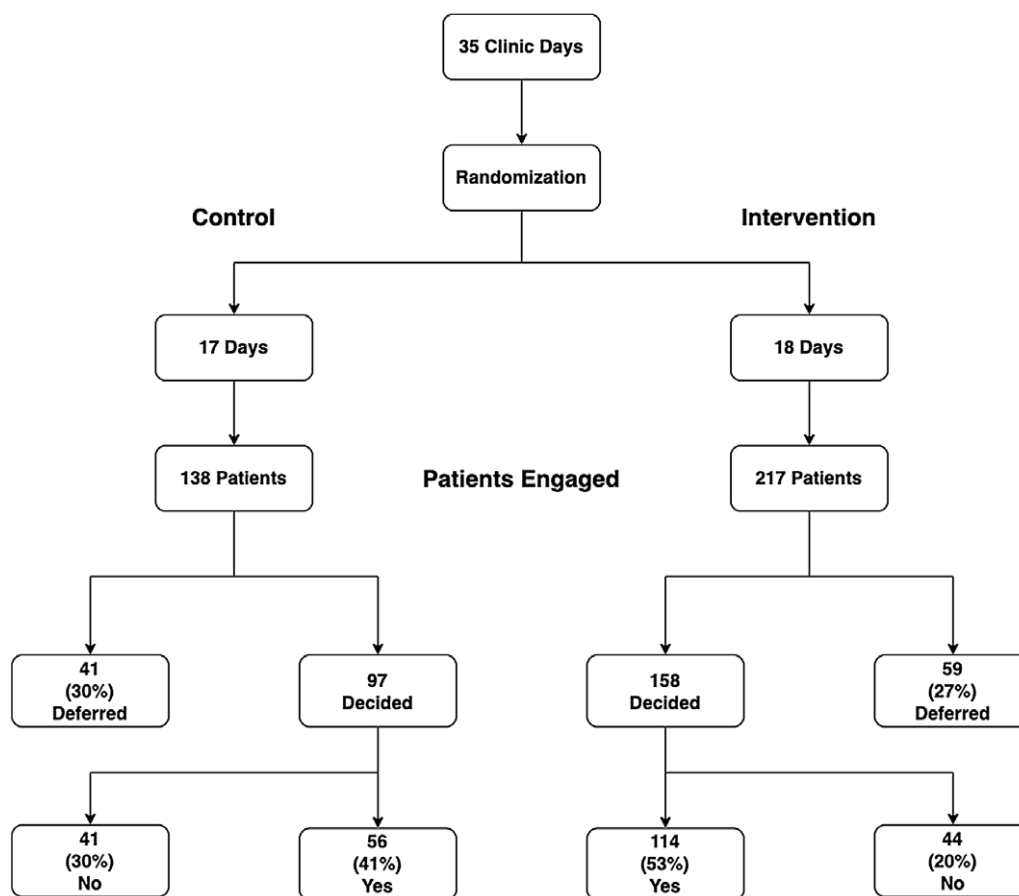 35 Clinic Days
Randomization
Control
Intervention
17 Days
18 Days
138 Patients
Patients Engaged
217 Patients
41
(30%)
Deferred
97
Decided
158
Decided
59
(27%)
Deferred
41
(30%)
No
56
(41%)
Yes
114
(53%)
Yes
44
(20%)
No